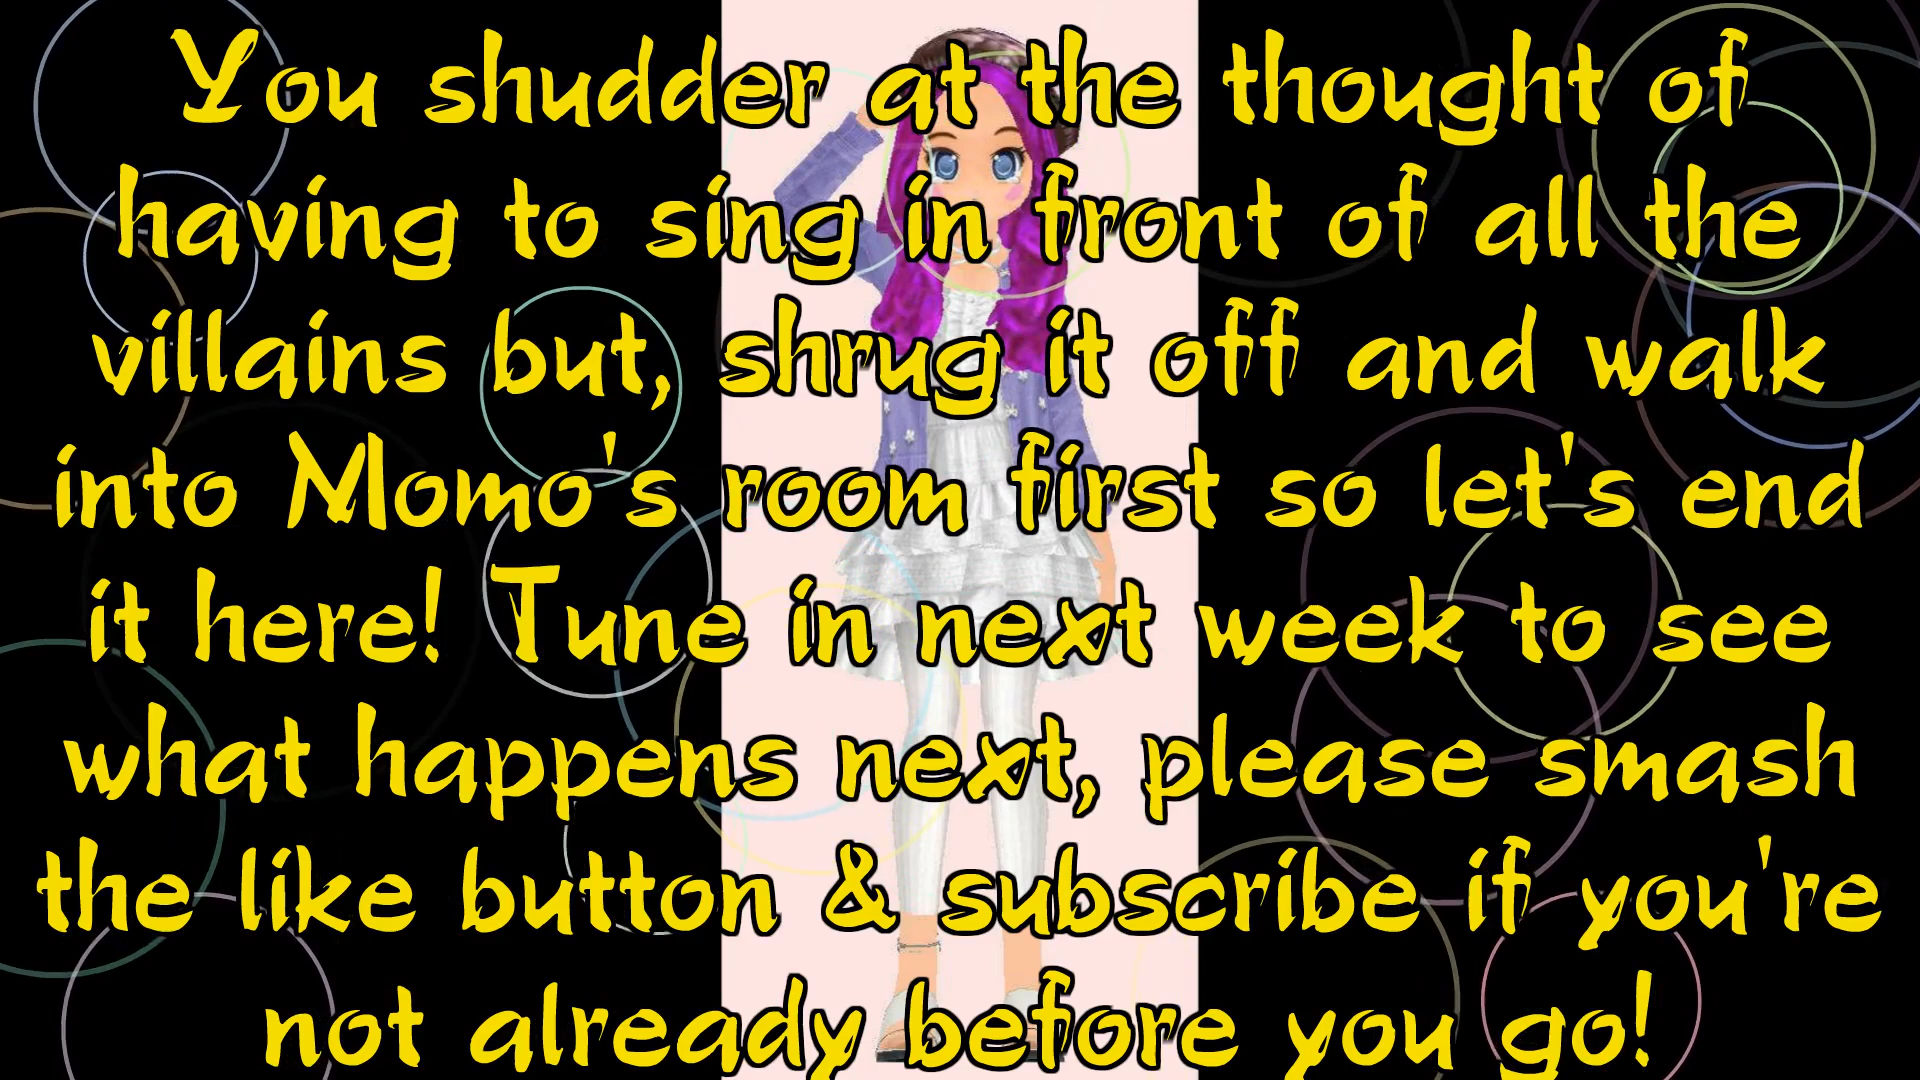 You shudder at the thought of
having to sing in front of all the
villains but, shrug it off and walk
into Momo's room first so let's end
it here! Tune in next week to see
what happens next, please smash
the like button & subscribe if you're
not already before you go!